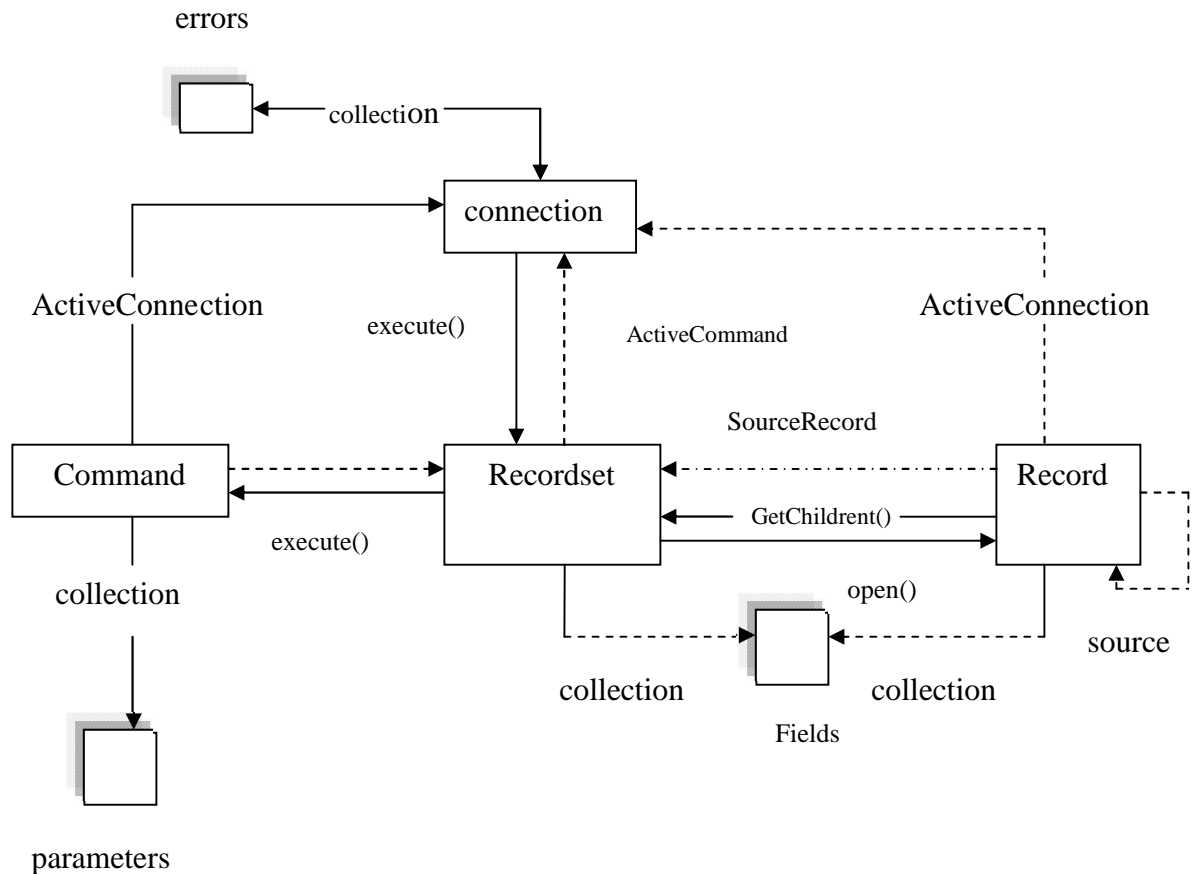 errors
collection
connection
ActiveConnection
ActiveConnection
execute()
ActiveCommand
SourceRecord
Command
Recordset
Record
GetChildrent()
execute()
collection
open()
source
collection
collection
Fields
parameters